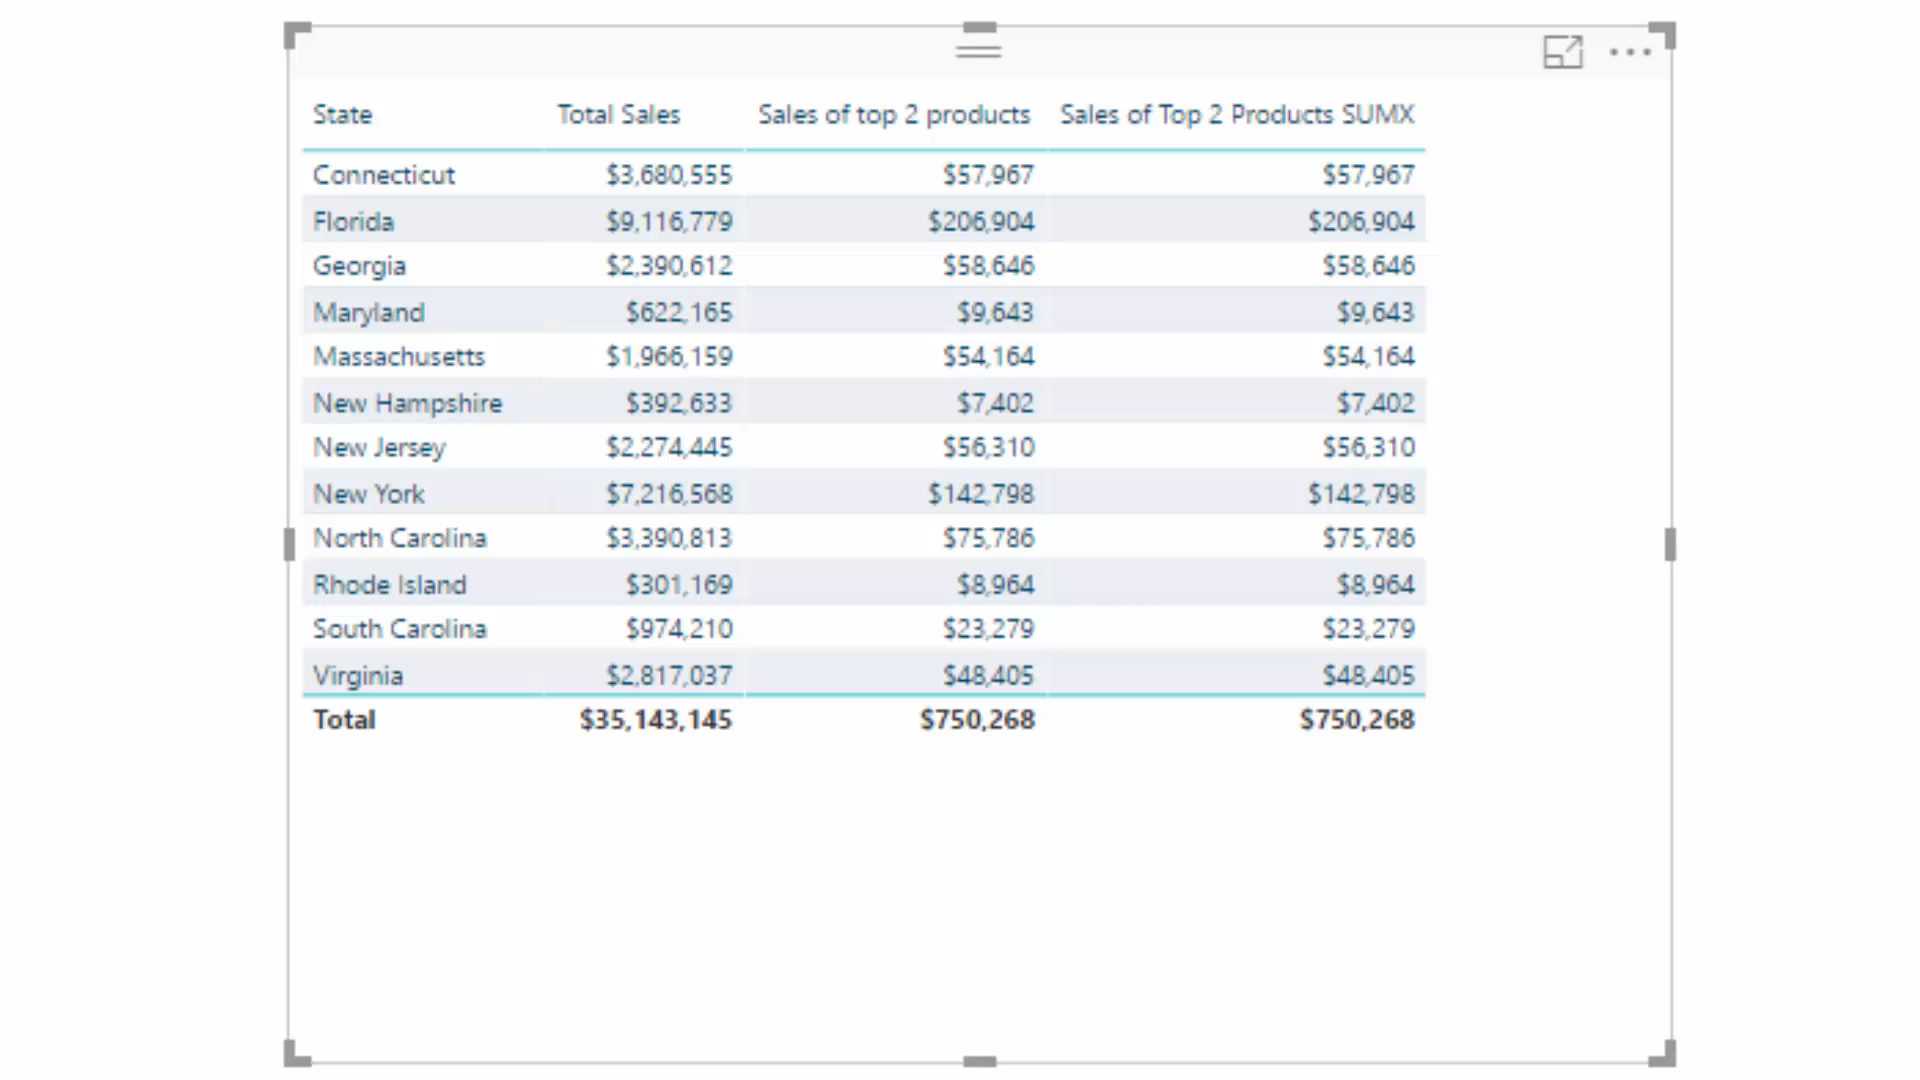 State Total Sales Sales of top 2 products Sales of Top 2 Products SUMX
Connecticut $3,680,555 $57,967 $57,967
Florida $9,116,779 $206,904 $206,904
Georgia $2,390,612 $58,646 $58,646
Maryland $622,165 $9,643 $9,643
Massachusetts $1,966,159 $54,164 $54,164
New Hampshire $392,633 $7,402 $7,402
New Jersey $2,274,445 $56,310 $56,310
New York $7,216,568 $142,798 $142,798
North Carolina $3,390,813 $75,786 $75,786
Rhode Island $301,169 $8,964 $8,964
South Carolina $974,210 $23,279 $23,279
Virginia $2,817,037 $48,405 $48,405
Total $35,143,145 $750,268 $750,268